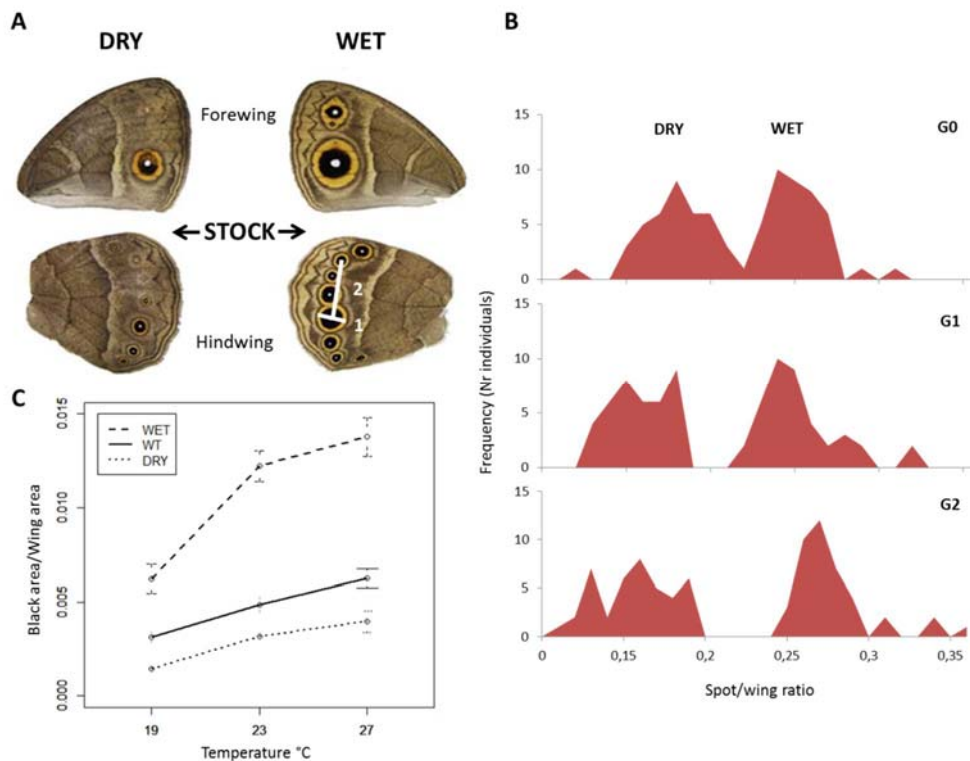 A
DRY
WET
Forewing
STOCK
2
1
Hindwing
B
DRY
WET
G0
15
10
5
0
G1
15
10
5
0
G2
15
10
5
0
0
0,15
0,2
0,25
0,3
0,35
Frequency (Nr individuals)
Spot/wing ratio
C
WET
WT
DRY
0.015
0.010
0.005
0.000
Black area/Wing area
19
23
27
Temperature °C